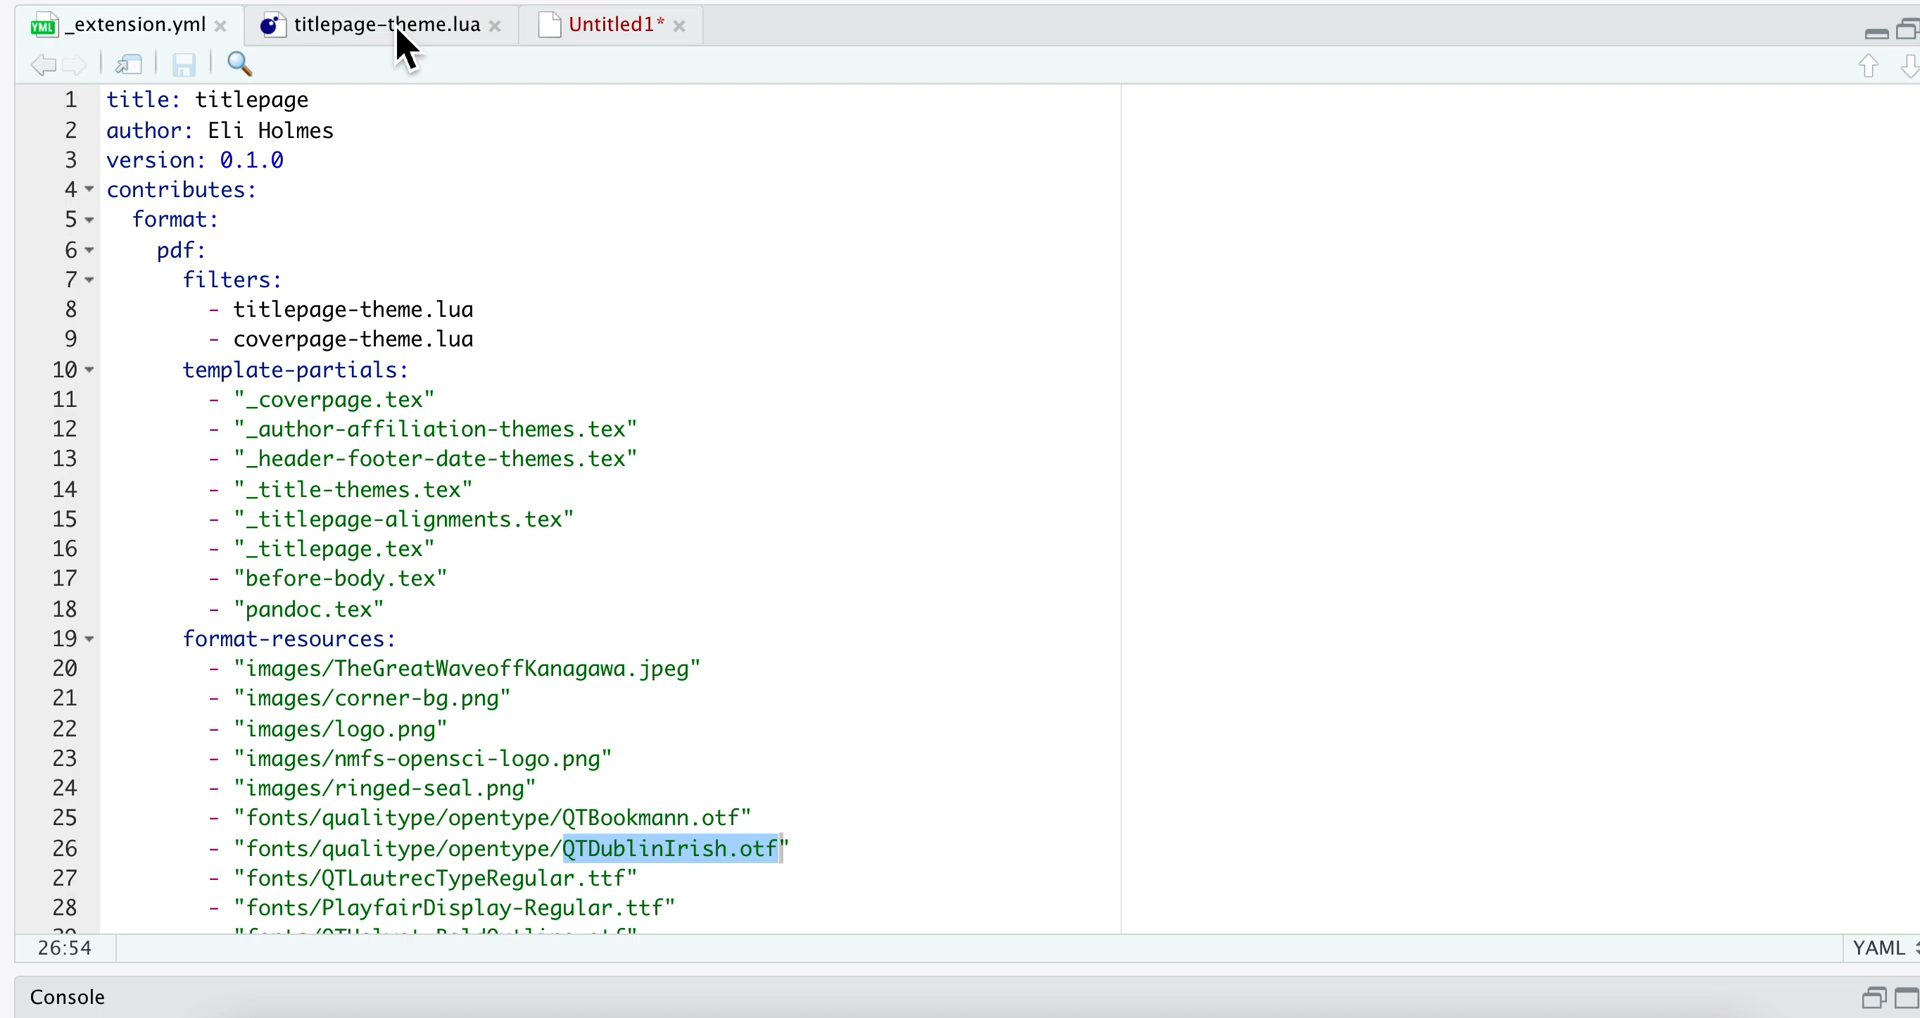 _extension.yml titlepage-theme.lua Untitled1*
1 title: titlepage
2 author: Eli Holmes
3 version: 0.1.0
4 contributes:
5 format:
6 pdf:
7 filters:
8 - titlepage-theme.lua
9 - coverpage-theme.lua
10 template-partials:
11 - "_coverpage.tex"
12 - "_author-affiliation-themes.tex"
13 - "_header-footer-date-themes.tex"
14 - "_title-themes.tex"
15 - "_titlepage-alignments.tex"
16 - "_titlepage.tex"
17 - "before-body.tex"
18 - "pandoc.tex"
19 format-resources:
20 - "images/TheGreatWaveoffKanagawa.jpeg"
21 - "images/corner-bg.png"
22 - "images/logo.png"
23 - "images/nmfs-opensci-logo.png"
24 - "images/ringed-seal.png"
25 - "fonts/qualitype/opentype/QTBookmann.otf"
26 - "fonts/qualitype/opentype/QTDublinIrish.otf"
27 - "fonts/QTLautrecTypeRegular.ttf"
28 - "fonts/PlayfairDisplay-Regular.ttf"
26:54 YAML
Console